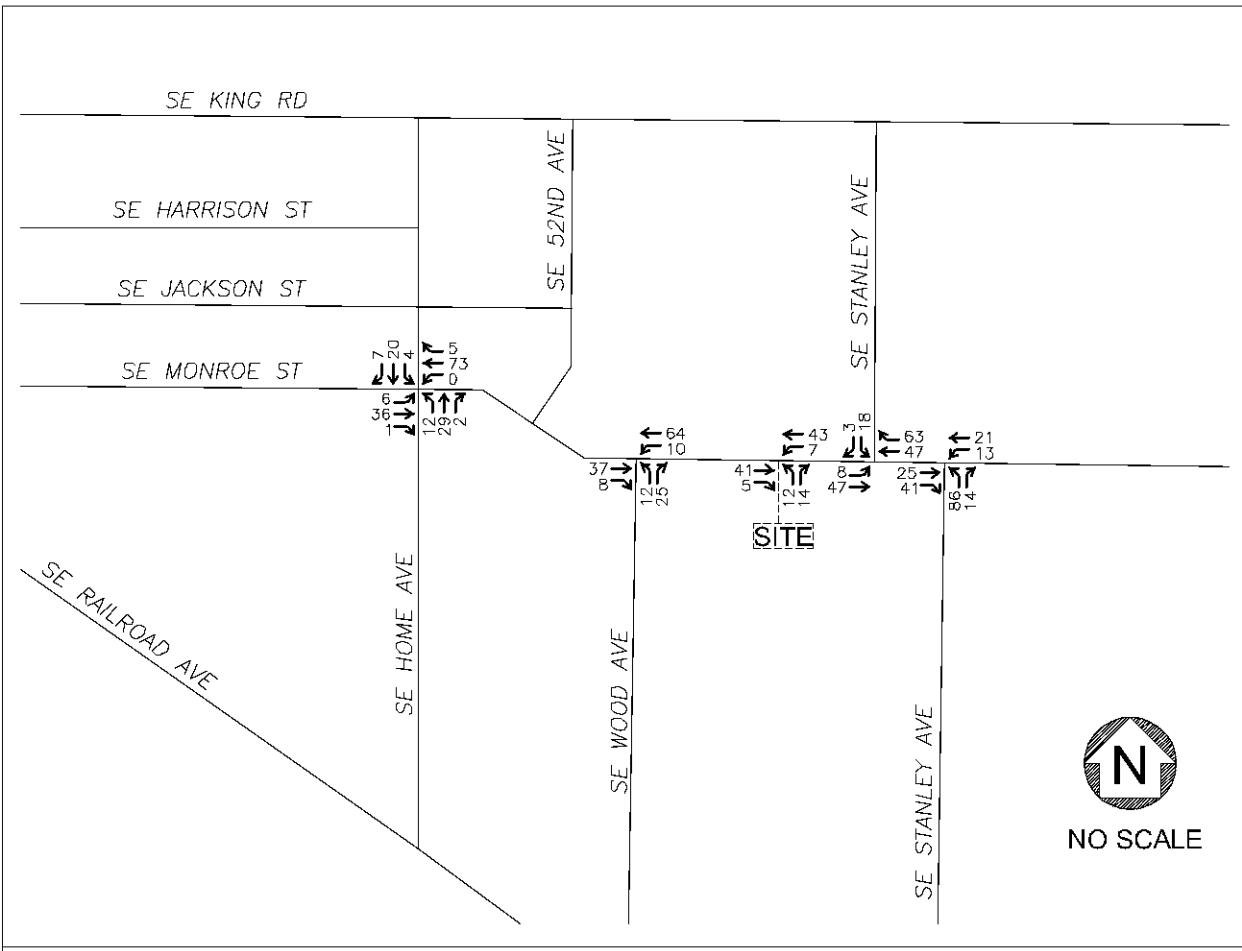 SE KING RD
SE 52ND AVE
SE STANLEY AVE
SE HARRISON ST
SE JACKSON ST
SE MONROE ST
7
20
4
5
73
0
6
36
1
12
29
2
64
10
37
8
12
25
43
7
41
5
12
14
3
18
63
47
8
47
21
13
25
41
86
14
SITE
SE RAILROAD AVE
SE HOME AVE
SE WOOD AVE
SE STANLEY AVE
N
NO SCALE